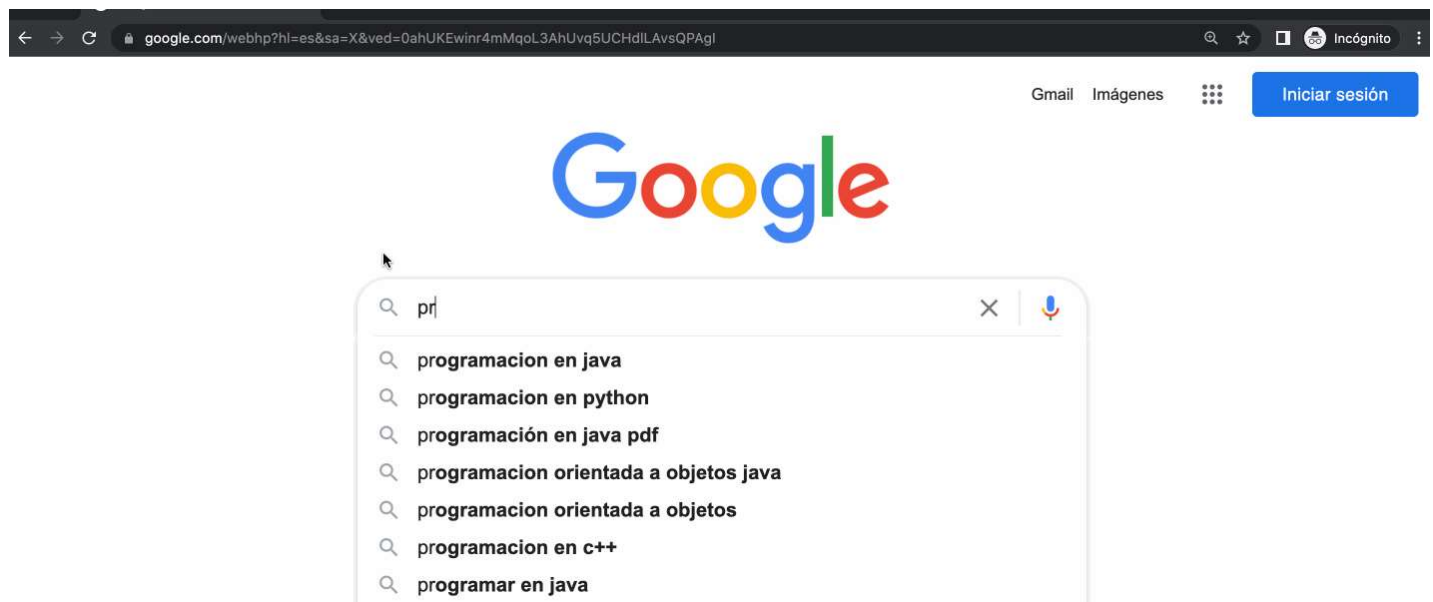 google.com/webhp?hl=es&sa=X&ved=0ahUKEwinr4mMqoL3AhUvq5UCHdlLAvsQPAgI
Incógnito
Gmail Imágenes Iniciar sesión
Google
pr
programacion en java
programacion en python
programación en java pdf
programacion orientada a objetos java
programacion orientada a objetos
programacion en c++
programar en java